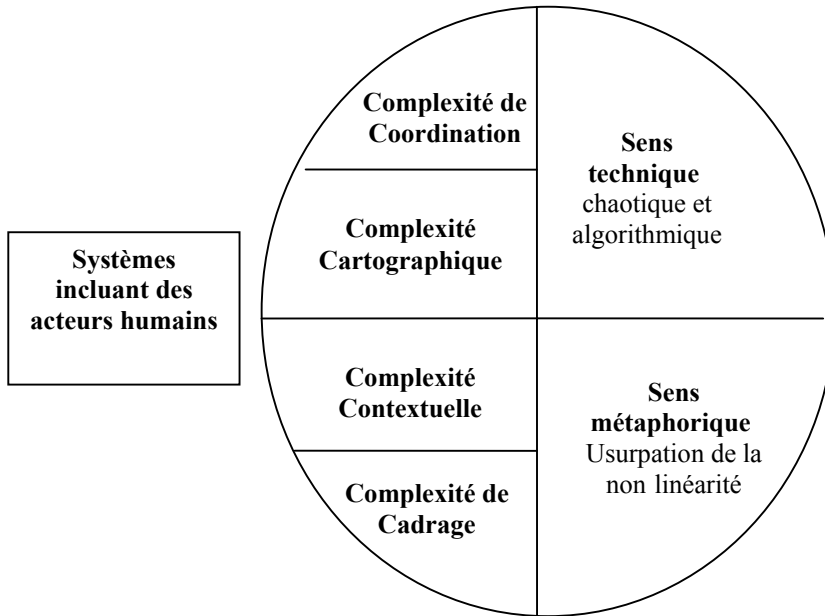 Complexité de
Coordination
Sens
technique
chaotique et
algorithmique
Complexité
Cartographique
Systèmes
incluant des
acteurs humains
Complexité
Contextuelle
Sens
métaphorique
Usurpation de la
non linéarité
Complexité de
Cadrage